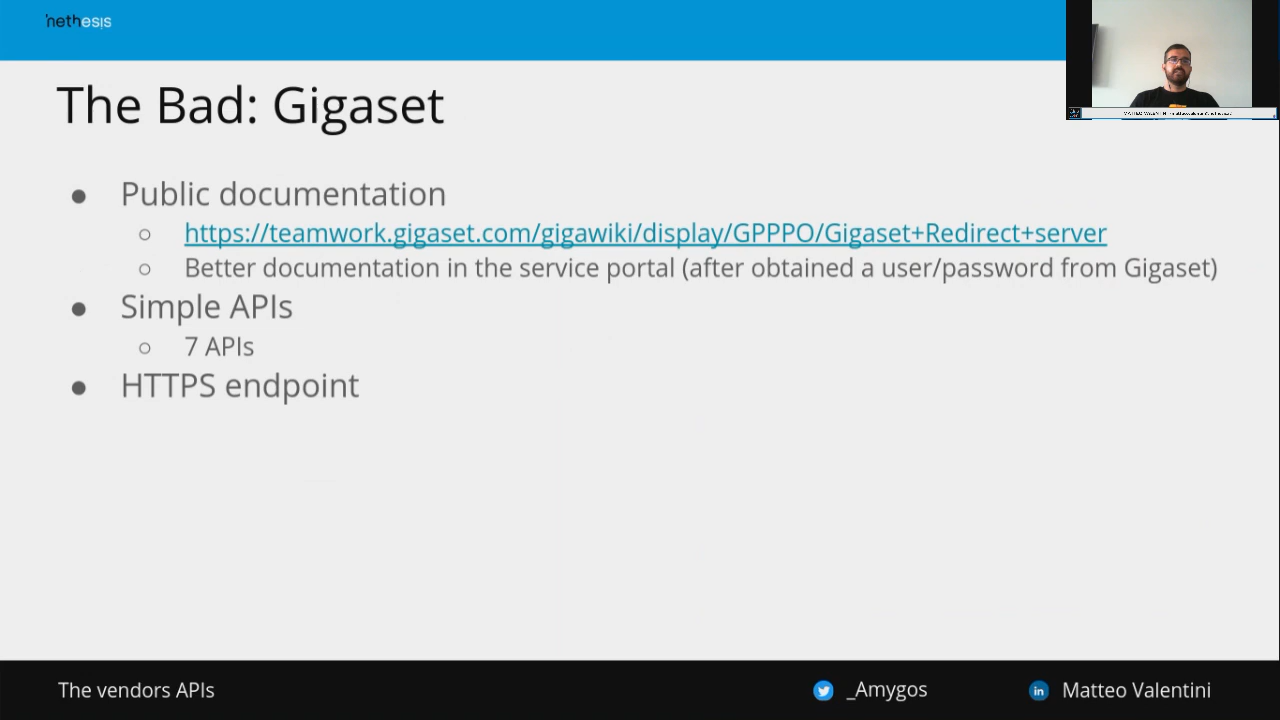 nethesis
The Bad: Gigaset
Public documentation
https://teamwork.gigaset.com/gigawiki/display/GPPPO/Gigaset+Redirect+server
Better documentation in the service portal (after obtained a user/password from Gigaset)
Simple APIs
7 APIs
HTTPS endpoint
The vendors APIs
_Amygos
Matteo Valentini